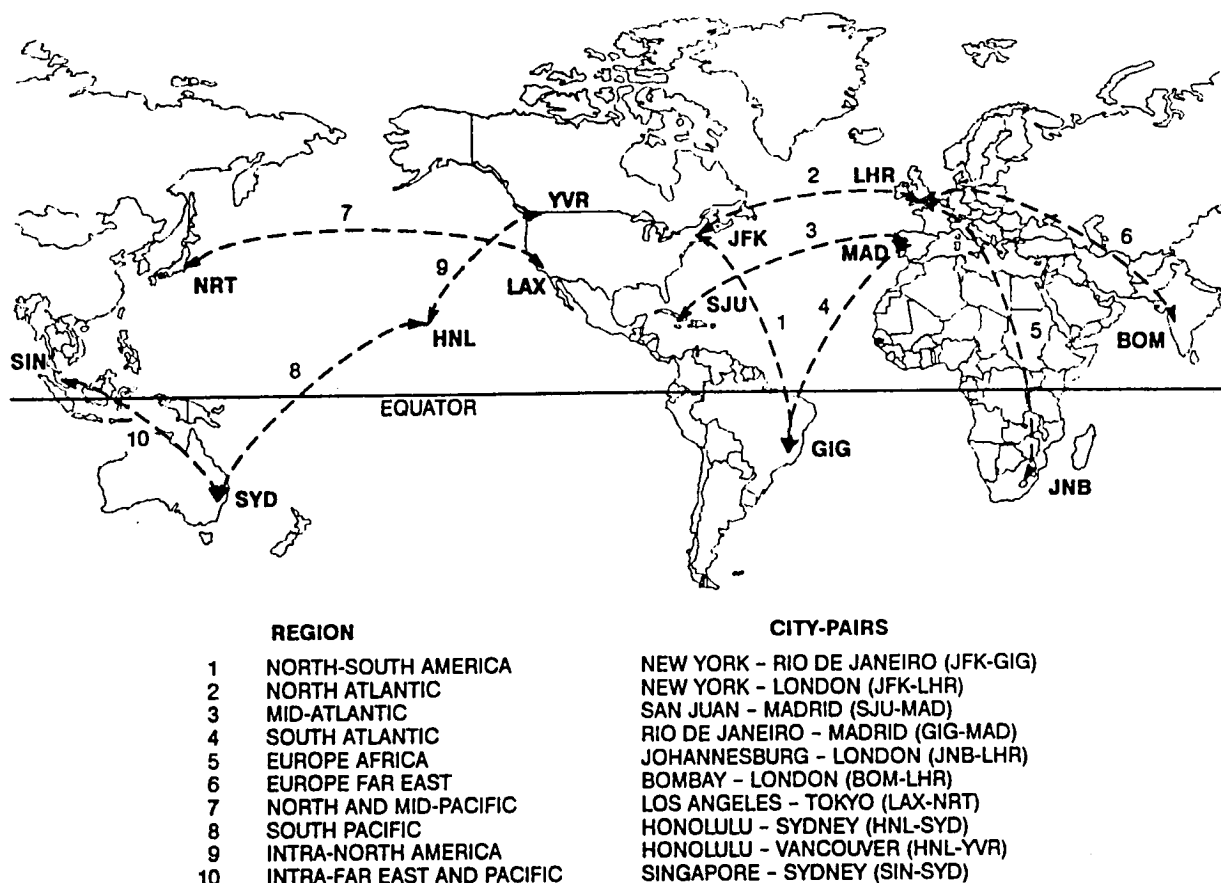 2
LHR
YVR
7
JFK
3
MAD
6
9
NRT
LAX
SJU
4
1
HNL
5
BOM
SIN
8
EQUATOR
10
GIG
SYD
JNB
REGION CITY-PAIRS
1 NORTH-SOUTH AMERICA NEW YORK – RIO DE JANEIRO (JFK-GIG)
2 NORTH ATLANTIC NEW YORK – LONDON (JFK-LHR)
3 MID-ATLANTIC SAN JUAN – MADRID (SJU-MAD)
4 SOUTH ATLANTIC RIO DE JANEIRO – MADRID (GIG-MAD)
5 EUROPE AFRICA JOHANNESBURG – LONDON (JNB-LHR)
6 EUROPE FAR EAST BOMBAY – LONDON (BOM-LHR)
7 NORTH AND MID-PACIFIC LOS ANGELES – TOKYO (LAX-NRT)
8 SOUTH PACIFIC HONOLULU – SYDNEY (HNL-SYD)
9 INTRA-NORTH AMERICA HONOLULU – VANCOUVER (HNL-YVR)
10 INTRA-FAR EAST AND PACIFIC SINGAPORE – SYDNEY (SIN-SYD)